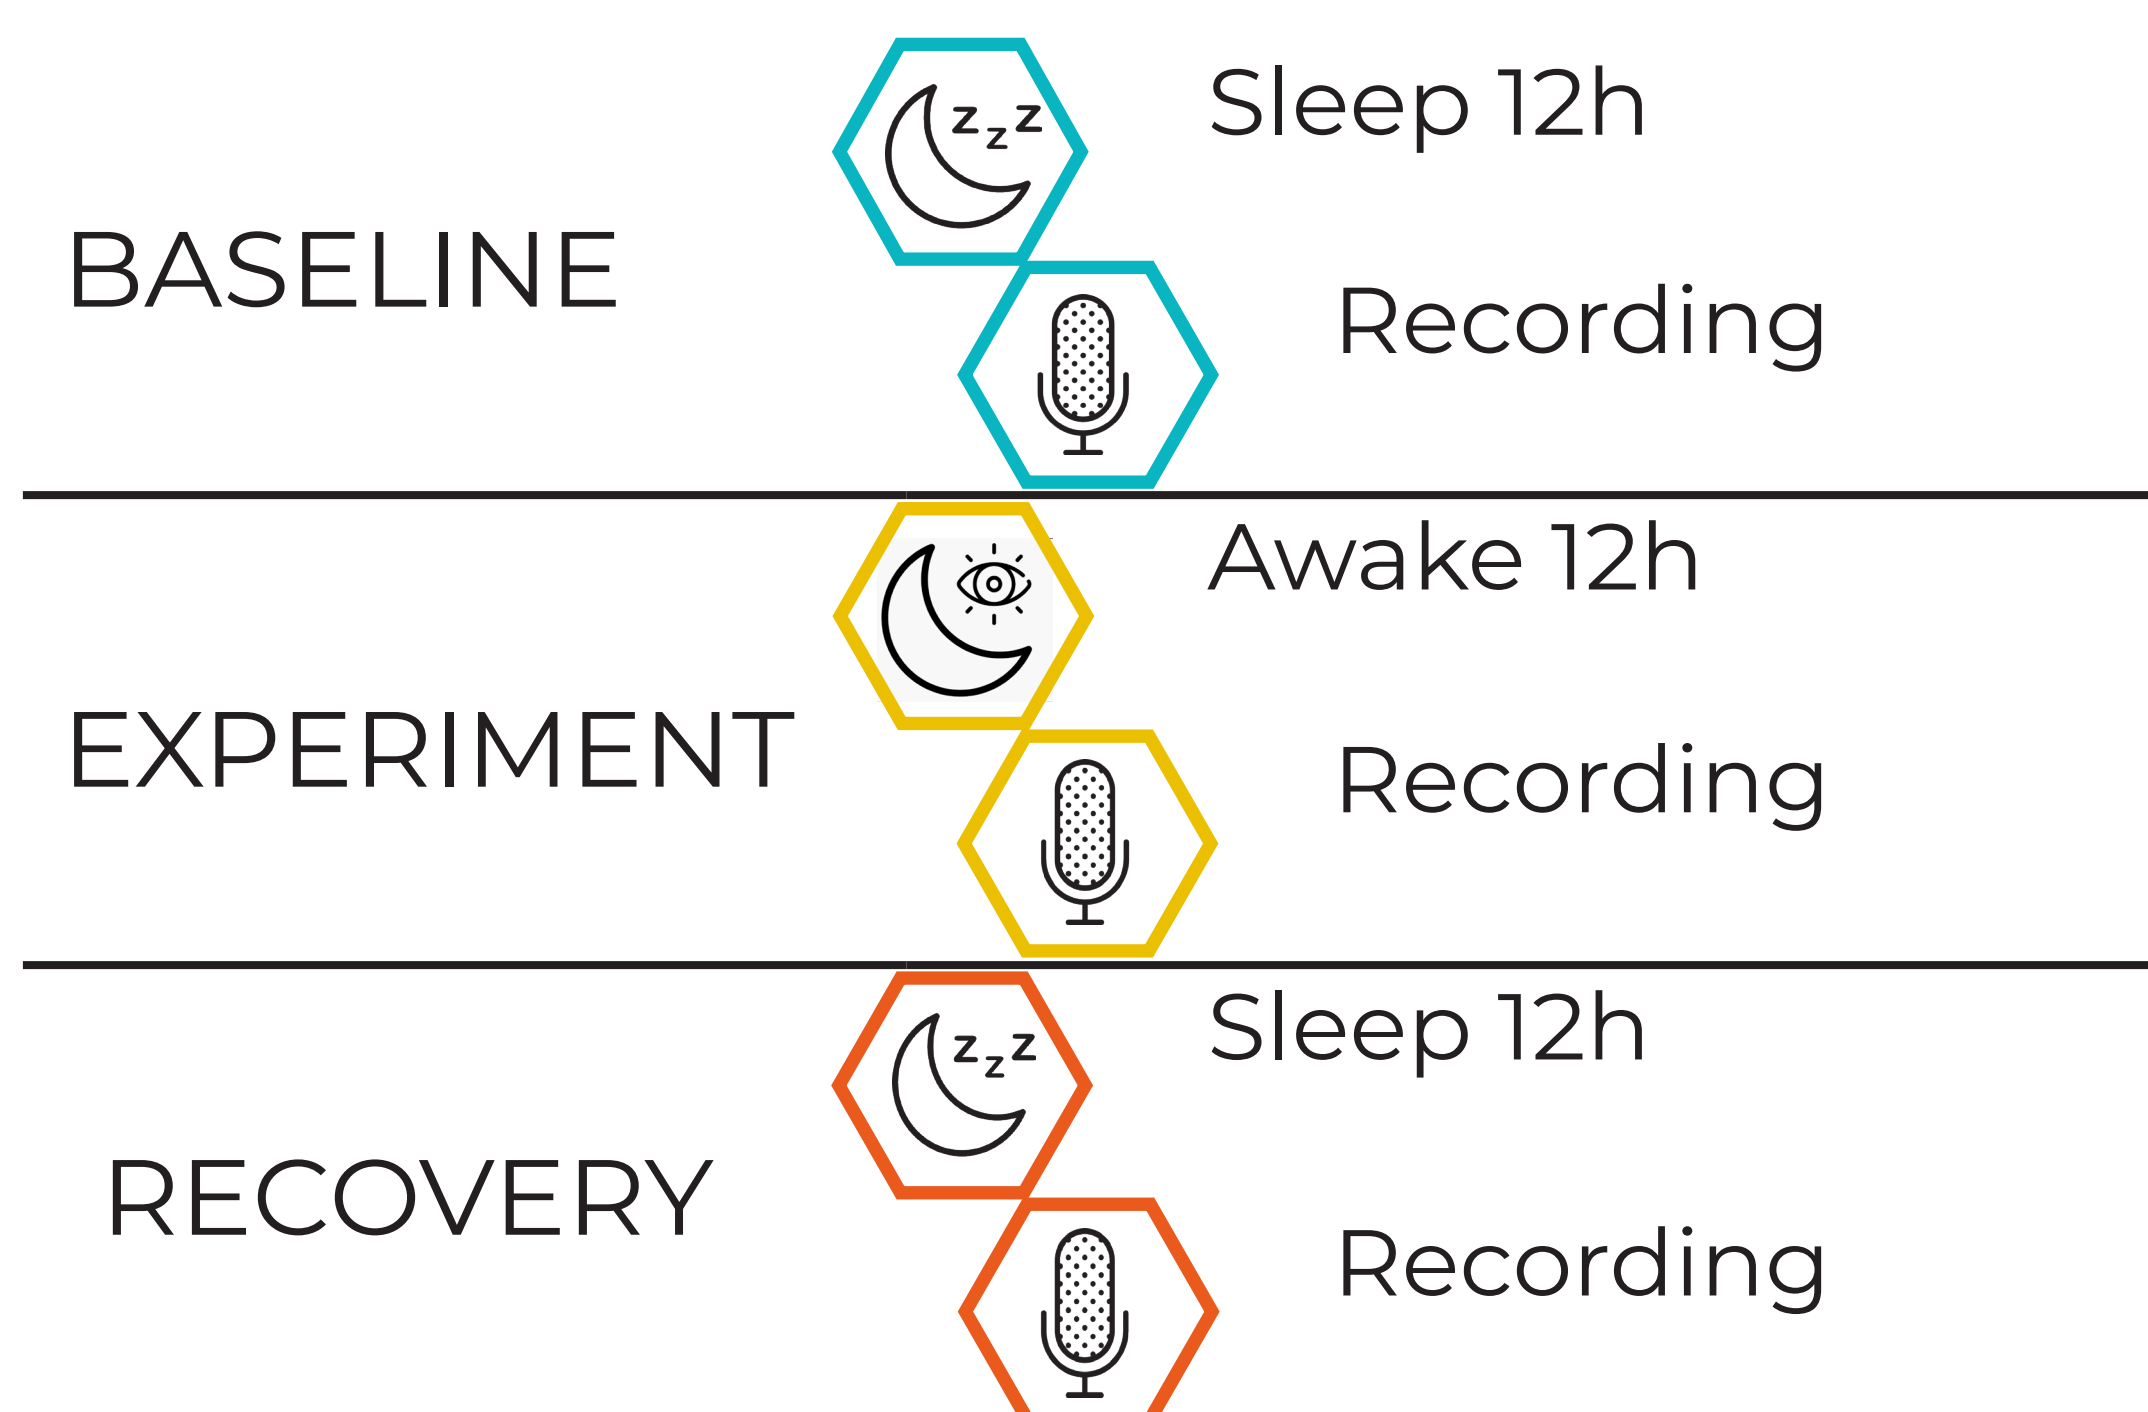 Sleep 12h
z z z
BASELINE
Recording
Awake 12h
EXPERIMENT
Recording
Sleep 12h
z z z
RECOVERY
Recording